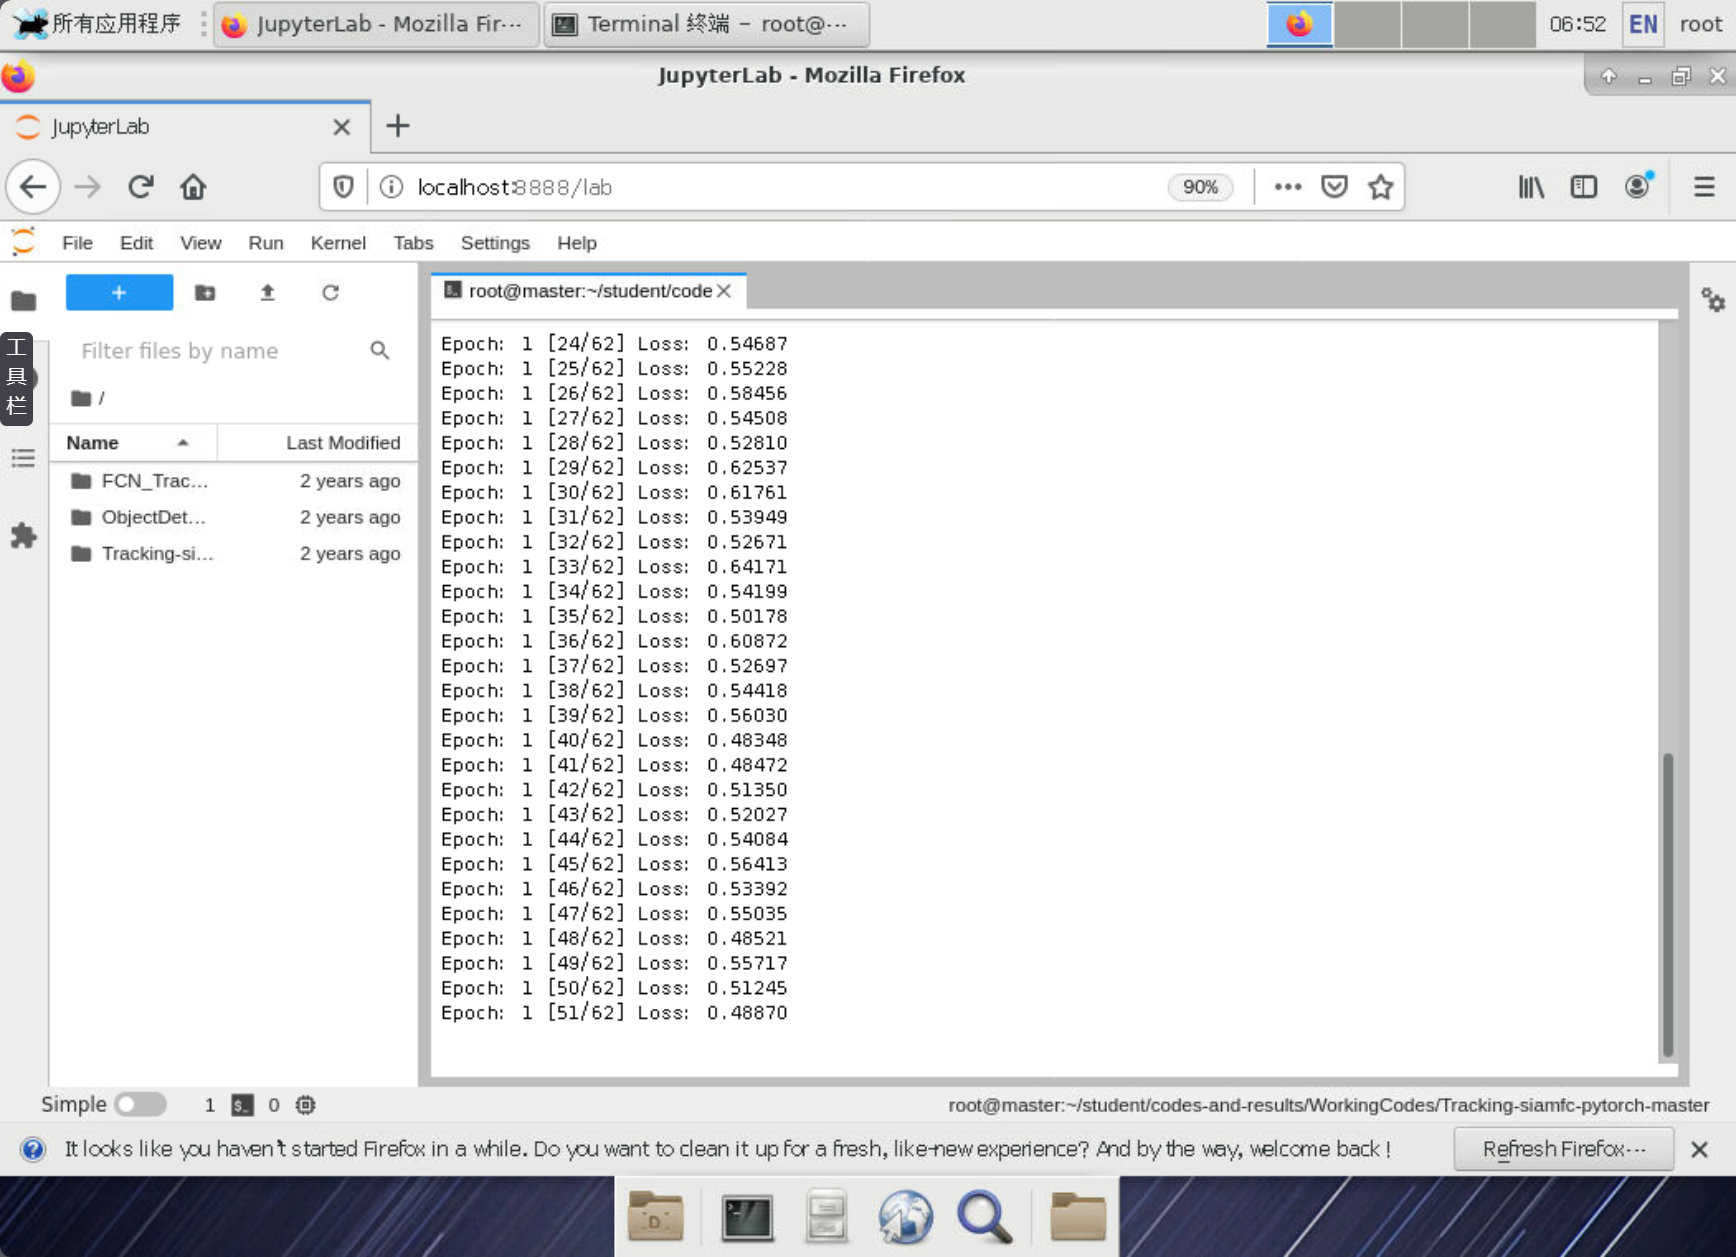 所有应用程序
JupyterLab - Mozilla Fir···
Terminal 终端 – root@···
06:52
EN
root
JupyterLab - Mozilla Firefox
JupyterLab
localhost:8888/lab
90%
File Edit View Run Kernel Tabs Settings Help
root@master:~/student/code
工具栏
Filter files by name
/
Name Last Modified
FCN_Trac... 2 years ago
ObjectDet... 2 years ago
Tracking-si... 2 years ago
Epoch: 1 [24/62] Loss: 0.54687
Epoch: 1 [25/62] Loss: 0.55228
Epoch: 1 [26/62] Loss: 0.58456
Epoch: 1 [27/62] Loss: 0.54508
Epoch: 1 [28/62] Loss: 0.52810
Epoch: 1 [29/62] Loss: 0.62537
Epoch: 1 [30/62] Loss: 0.61761
Epoch: 1 [31/62] Loss: 0.53949
Epoch: 1 [32/62] Loss: 0.52671
Epoch: 1 [33/62] Loss: 0.64171
Epoch: 1 [34/62] Loss: 0.54199
Epoch: 1 [35/62] Loss: 0.50178
Epoch: 1 [36/62] Loss: 0.60872
Epoch: 1 [37/62] Loss: 0.52697
Epoch: 1 [38/62] Loss: 0.54418
Epoch: 1 [39/62] Loss: 0.56030
Epoch: 1 [40/62] Loss: 0.48348
Epoch: 1 [41/62] Loss: 0.48472
Epoch: 1 [42/62] Loss: 0.51350
Epoch: 1 [43/62] Loss: 0.52027
Epoch: 1 [44/62] Loss: 0.54084
Epoch: 1 [45/62] Loss: 0.56413
Epoch: 1 [46/62] Loss: 0.53392
Epoch: 1 [47/62] Loss: 0.55035
Epoch: 1 [48/62] Loss: 0.48521
Epoch: 1 [49/62] Loss: 0.55717
Epoch: 1 [50/62] Loss: 0.51245
Epoch: 1 [51/62] Loss: 0.48870
Simple 1 $_ 0
root@master:~/student/codes-and-results/WorkingCodes/Tracking-siamfc-pytorch-master
It looks like you haven't started Firefox in a while. Do you want to clean it up for a fresh, like-new experience? And by the way, welcome back!
Refresh Firefox···